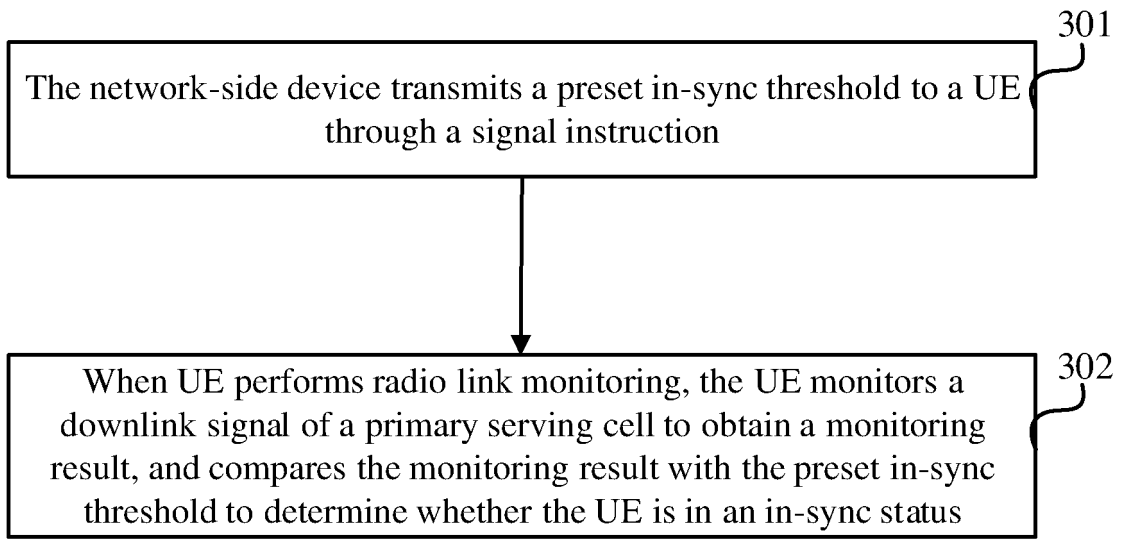 301
The network-side device transmits a preset in-sync threshold to a UE
through a signal instruction
302
When UE performs radio link monitoring, the UE monitors a
downlink signal of a primary serving cell to obtain a monitoring
result, and compares the monitoring result with the preset in-sync
threshold to determine whether the UE is in an in-sync status